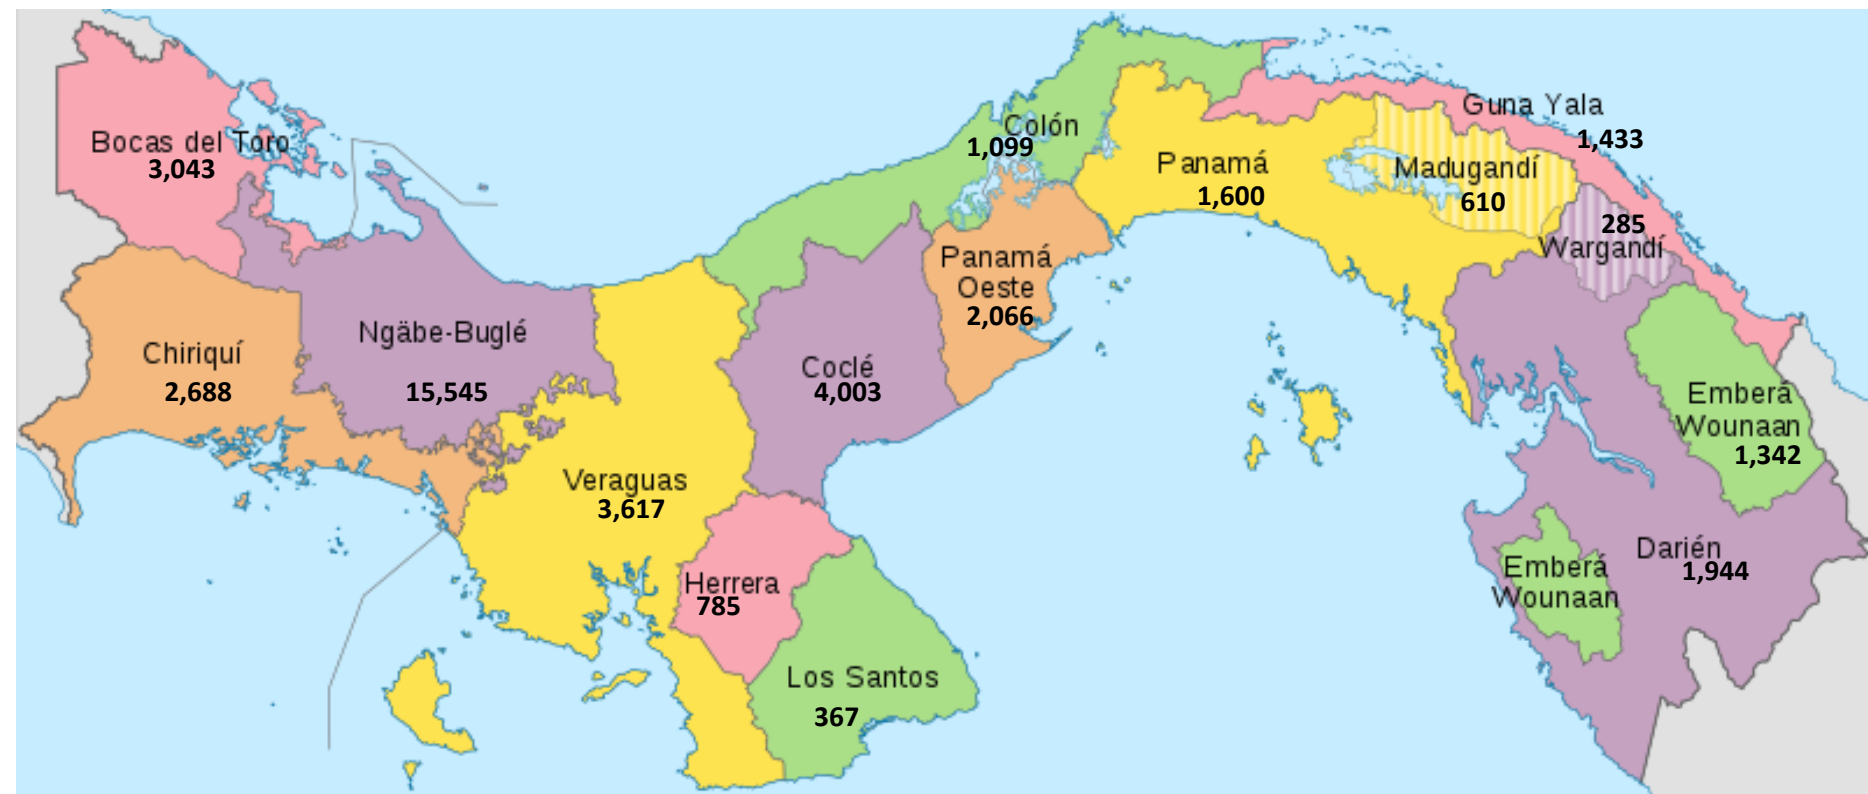 Bocas del Toro
3,043
Chiriquí
2,688
Ngäbe-Buglé
15,545
Veraguas
3,617
Herrera
785
Los Santos
367
Coclé
4,003
Colón
1,099
Panamá
Oeste
2,066
Panamá
1,600
Guna Yala
1,433
Madugandí
610
285
Wargandí
Emberá
Wounaan
1,342
Darién
1,944
Emberá
Wounaan